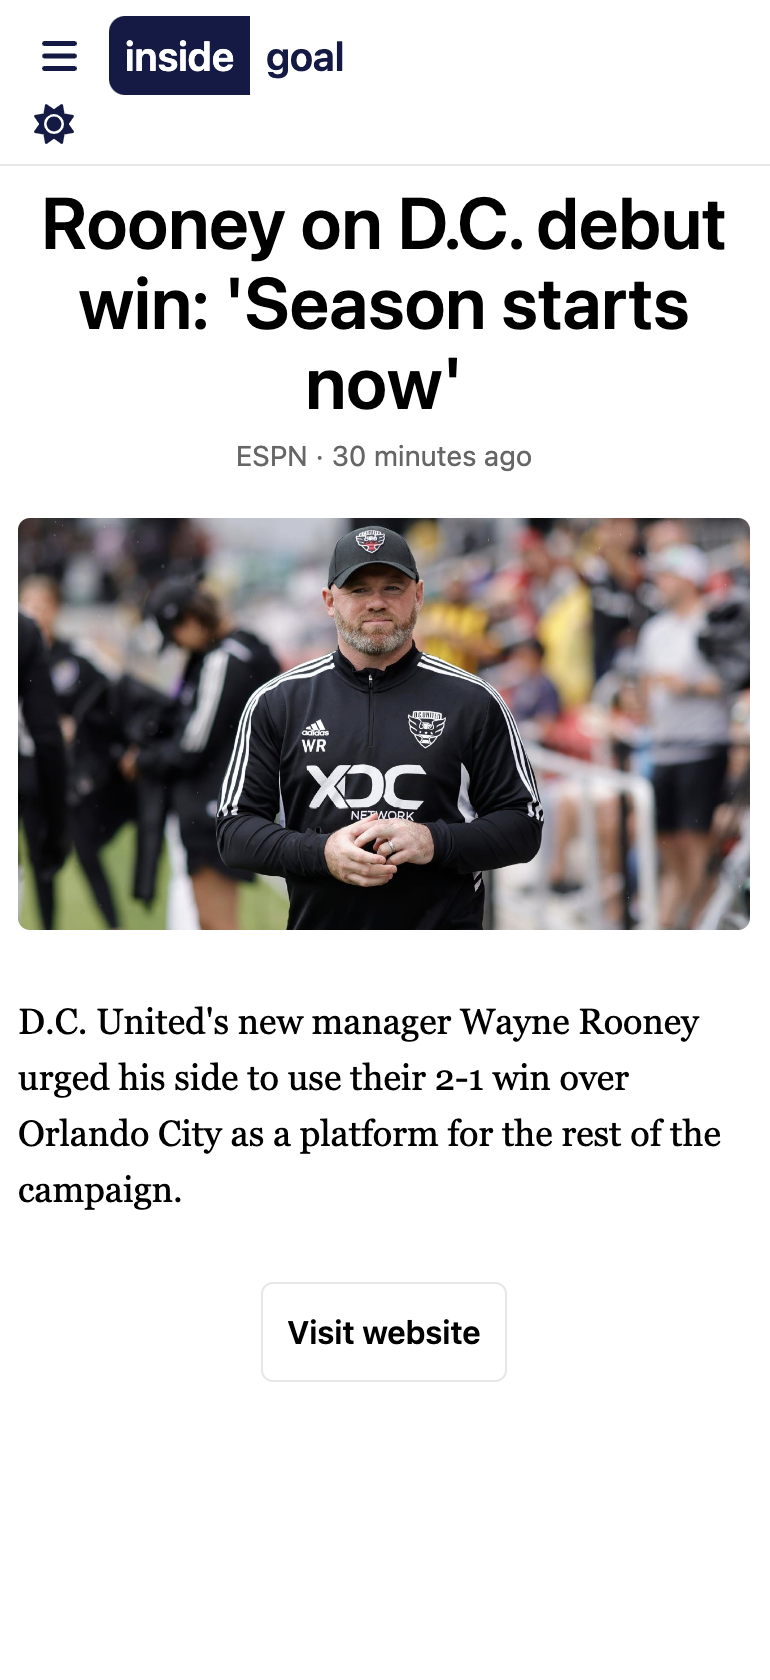 inside goal
Rooney on D.C. debut
win: 'Season starts
now'
ESPN · 30 minutes ago
adidas
WR
D.C. UNITED
XDC
NETWORK
D.C. United's new manager Wayne Rooney
urged his side to use their 2-1 win over
Orlando City as a platform for the rest of the
campaign.
Visit website